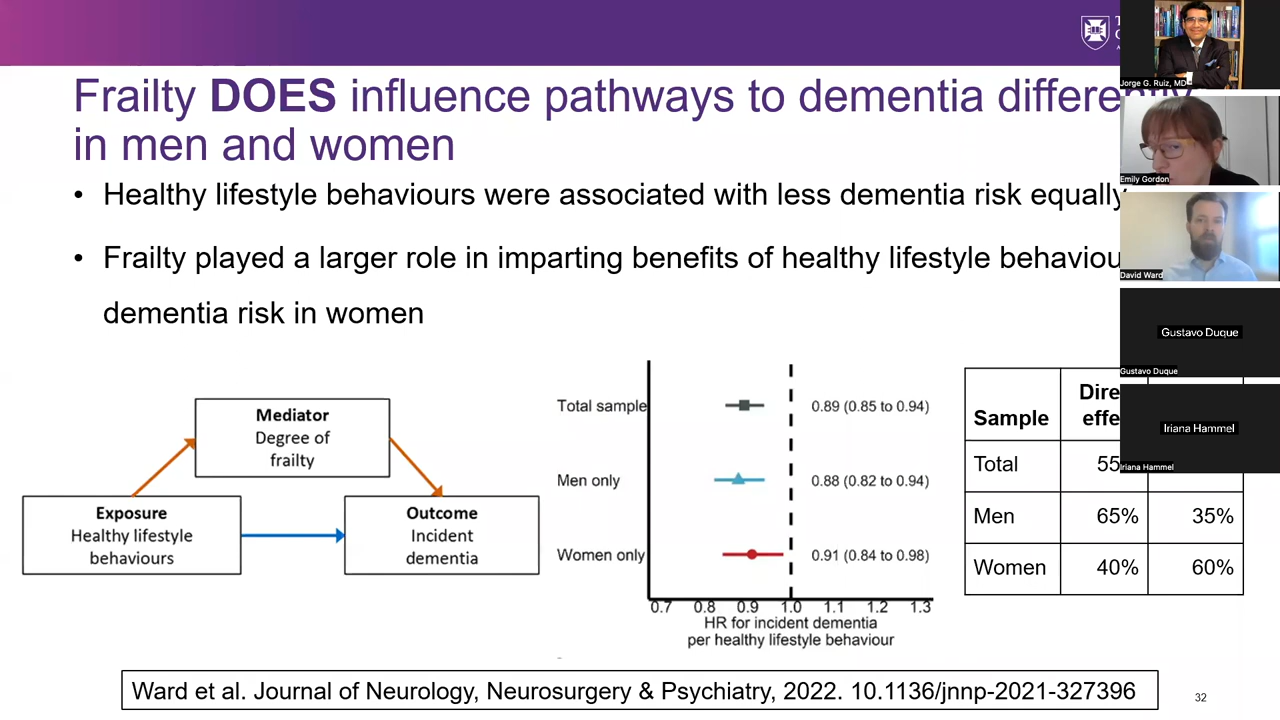 Frailty DOES influence pathways to dementia
in men and women
• Healthy lifestyle behaviours were associated with less dementia risk equally
• Frailty played a larger role in imparting benefits of healthy lifestyle
dementia risk in women
Mediator
Degree of
frailty
Exposure
Healthy lifestyle
behaviours
Outcome
Incident
dementia
Total sample
0.89 (0.85 to 0.94)
Men only
0.88 (0.82 to 0.94)
Women only
0.91 (0.84 to 0.98)
0.7 0.8 0.9 1.0 1.1 1.2 1.3
HR for incident dementia
per healthy lifestyle behaviour
Sample
Total
Men 65% 35%
Women 40% 60%
Ward et al. Journal of Neurology, Neurosurgery & Psychiatry, 2022. 10.1136/jnnp-2021-327396
32
Jorge G. Ruiz, MD
Emily Gordon
David Ward
Gustavo Duque
Gustavo Duque
Iriana Hammel
Iriana Hammel